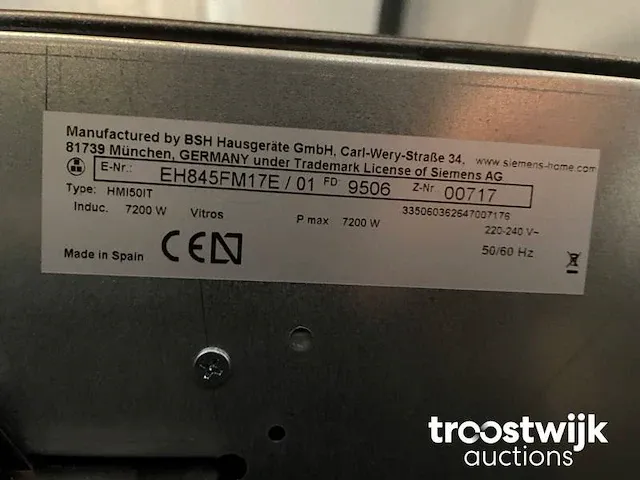 Manufactured by BSH Hausgeräte GmbH, Carl-Wery-Straße 34,
81739 München, GERMANY under Trademark License of Siemens AG
www.siemens-home.com
E-Nr.: EH845FM17E / 01 FD 9506 Z-Nr 00717
Type: HMI50IT
335060362647007176
Induc. 7200 W Vitros P max 7200 W
220-240 V~
50/60 Hz
Made in Spain
CE N
troostwijk
auctions